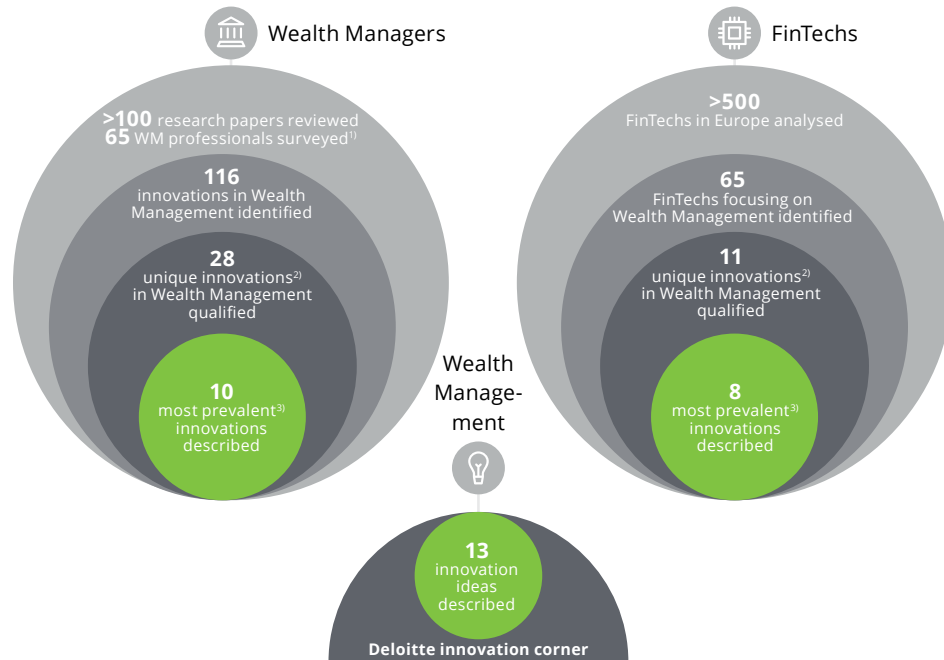 Wealth Managers
>100 research papers reviewed
65 WM professionals surveyed1)
116
innovations in Wealth
Management identified
28
unique innovations2)
in Wealth Management
qualified
10
most prevalent3)
innovations
described
FinTechs
>500
FinTechs in Europe analysed
65
FinTechs focusing on
Wealth Management identified
11
unique innovations2)
in Wealth Management
qualified
8
most prevalent3)
innovations
described
Wealth
Manage-
ment
13
innovation
ideas
described
Deloitte innovation corner